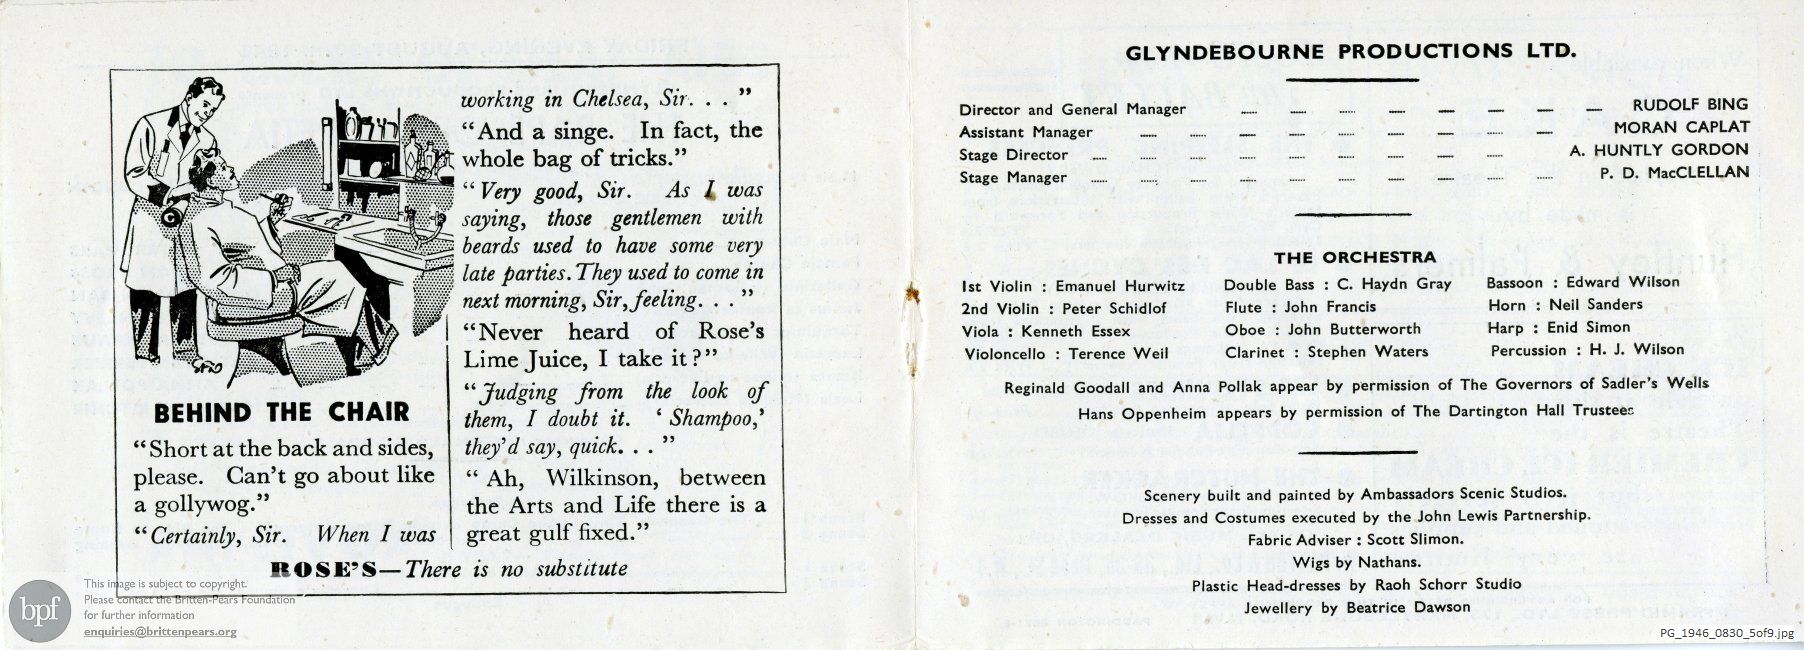 BEHIND THE CHAIR
“Short at the back and sides,
please. Can’t go about like
a gollywog.”
“Certainly, Sir. When I was
working in Chelsea, Sir. . . ”
“And a singe. In fact, the
whole bag of tricks.”
“Very good, Sir. As I was
saying, those gentlemen with
beards used to have some very
late parties. They used to come in
next morning, Sir, feeling. . . ”
“Never heard of Rose’s
Lime Juice, I take it?”
“Judging from the look of
them, I doubt it. ‘Shampoo,’
they’d say, quick. . . ”
“Ah, Wilkinson, between
the Arts and Life there is a
great gulf fixed.”
ROSE’S—There is no substitute
bpf
This image is subject to copyright.
Please contact the Britten-Pears Foundation
for further information
enquiries@brittenpears.org
GLYNDEBOURNE PRODUCTIONS LTD.
Director and General Manager RUDOLF BING
Assistant Manager MORAN CAPLAT
Stage Director A. HUNTLY GORDON
Stage Manager P. D. MacCLELLAN
THE ORCHESTRA
1st Violin : Emanuel Hurwitz Double Bass : C. Haydn Gray Bassoon : Edward Wilson
2nd Violin : Peter Schidlof Flute : John Francis Horn : Neil Sanders
Viola : Kenneth Essex Oboe : John Butterworth Harp : Enid Simon
Violoncello : Terence Weil Clarinet : Stephen Waters Percussion : H. J. Wilson
Reginald Goodall and Anna Pollak appear by permission of The Governors of Sadler’s Wells
Hans Oppenheim appears by permission of The Dartington Hall Trustees
Scenery built and painted by Ambassadors Scenic Studios.
Dresses and Costumes executed by the John Lewis Partnership.
Fabric Adviser : Scott Slimon.
Wigs by Nathans.
Plastic Head-dresses by Raoh Schorr Studio
Jewellery by Beatrice Dawson
PG_1946_0830_5of9.jpg